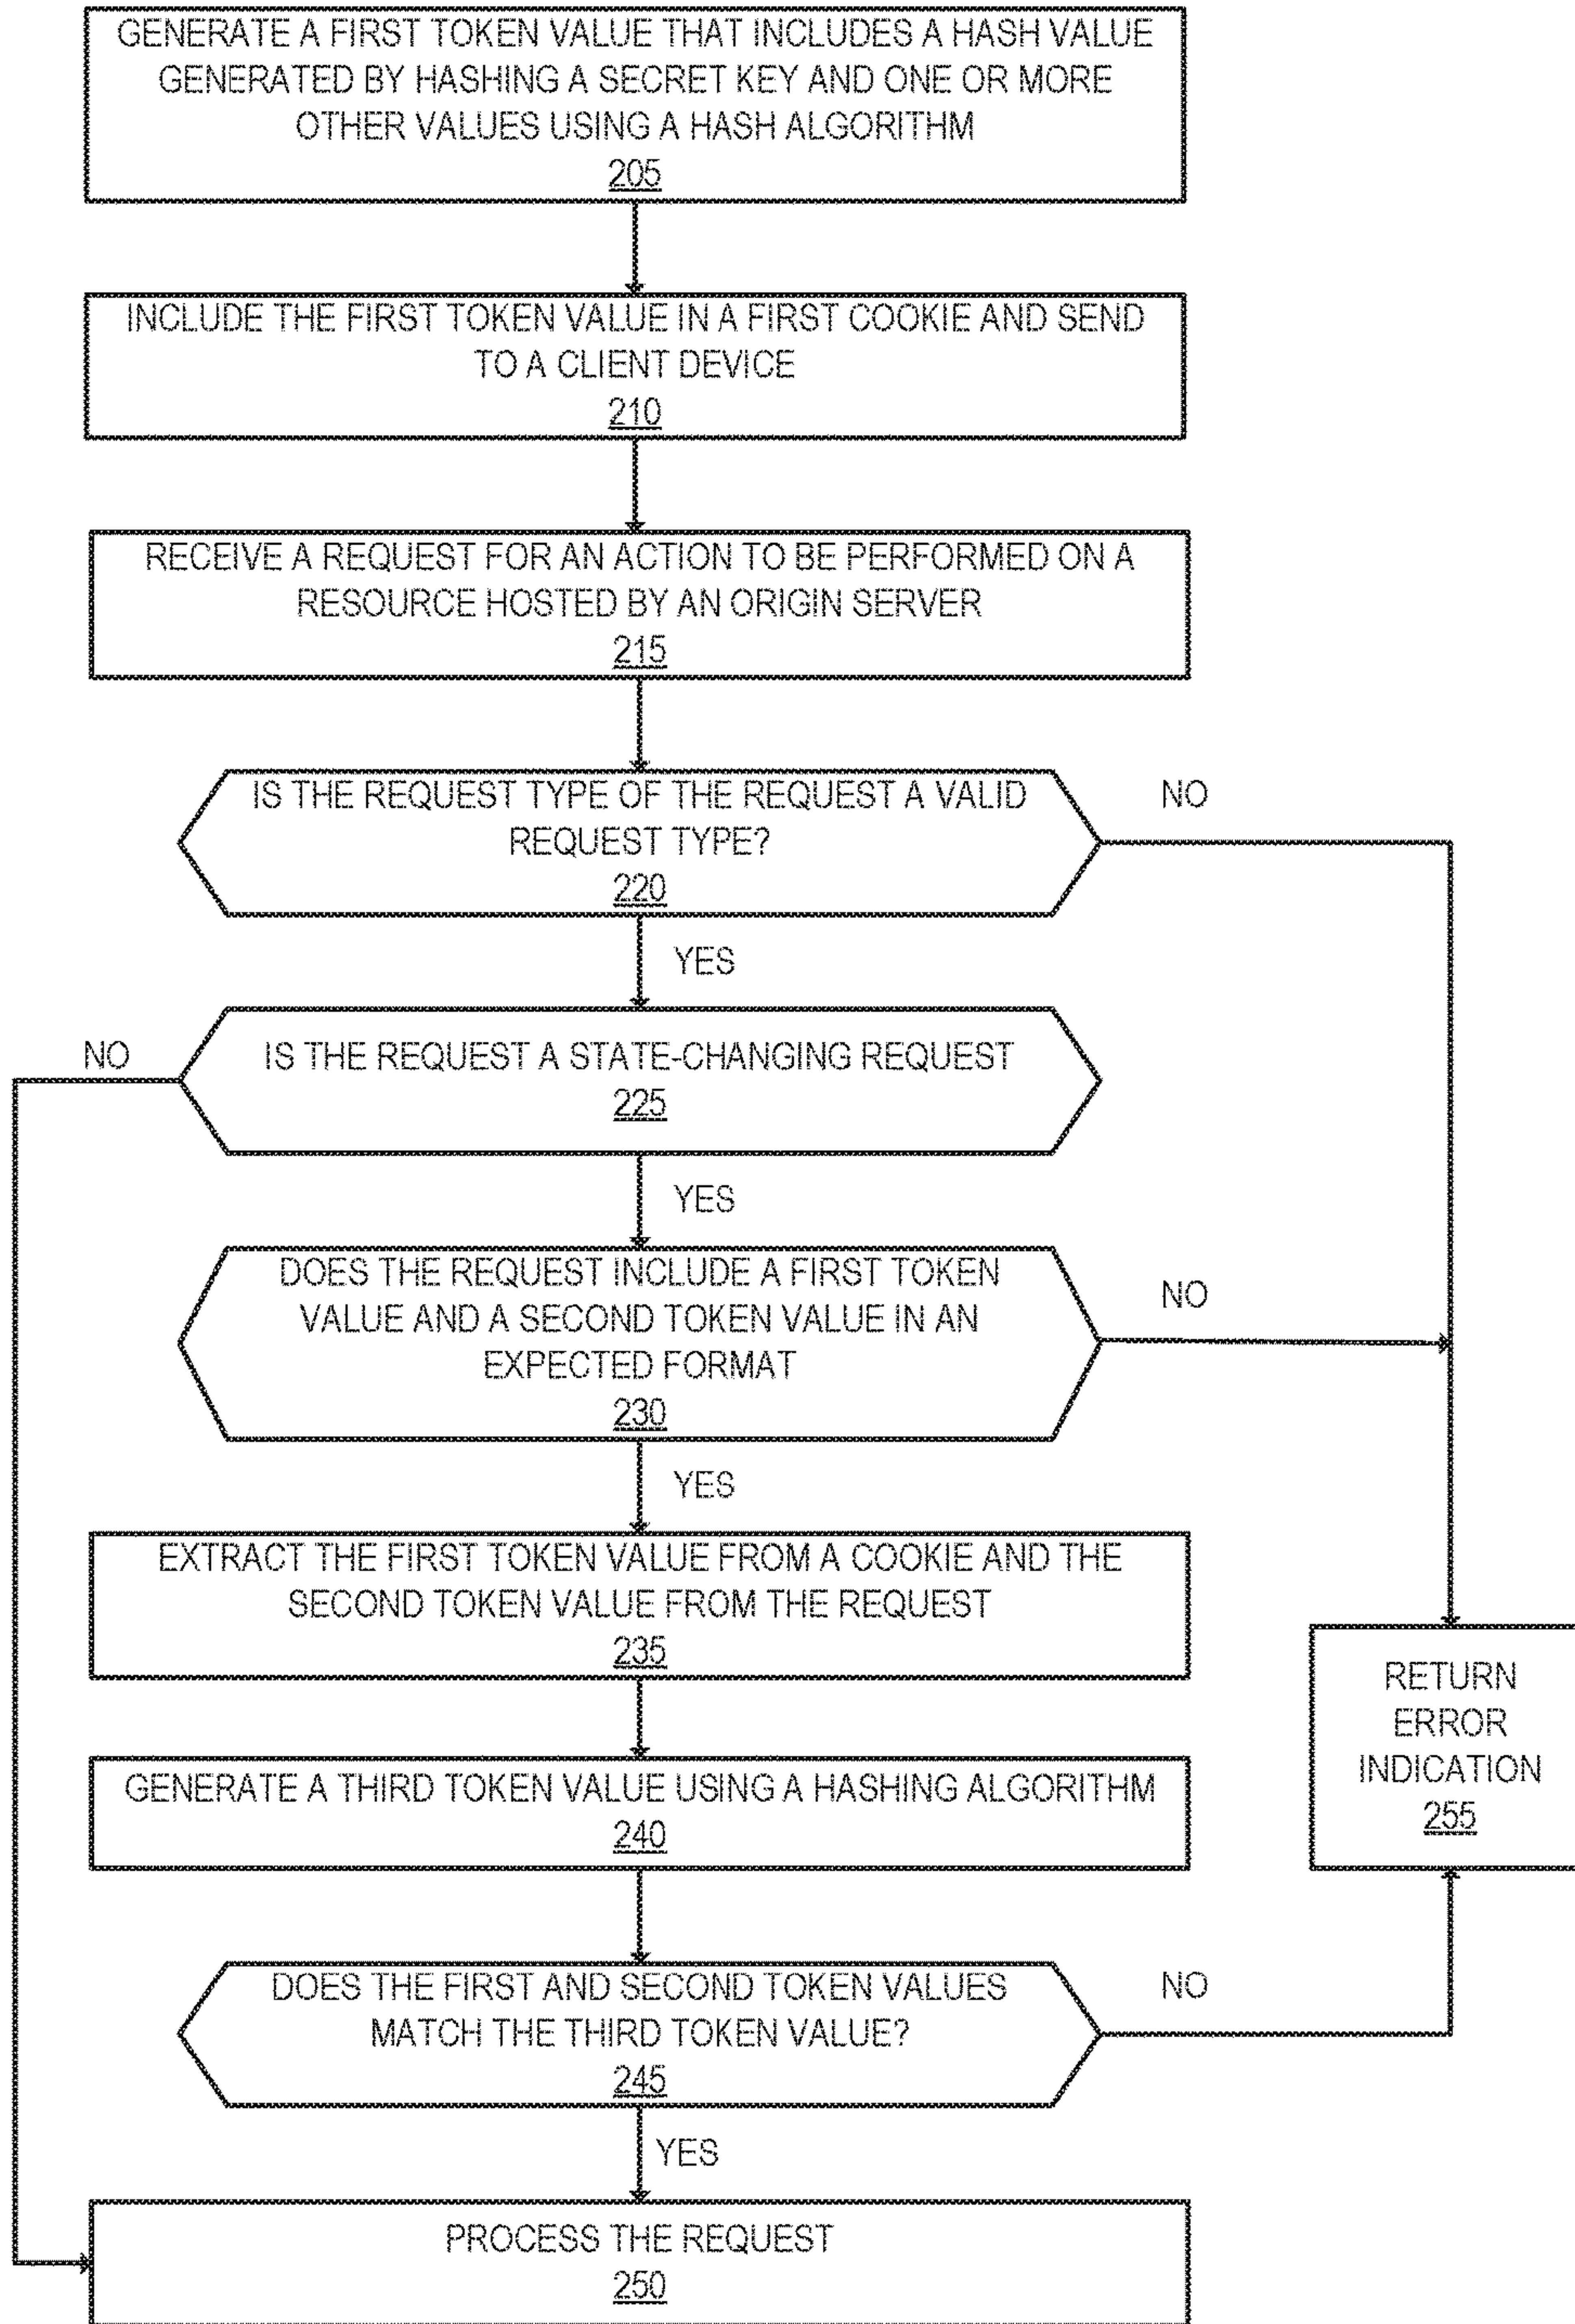 GENERATE A FIRST TOKEN VALUE THAT INCLUDES A HASH VALUE
GENERATED BY HASHING A SECRET KEY AND ONE OR MORE
OTHER VALUES USING A HASH ALGORITHM
205
INCLUDE THE FIRST TOKEN VALUE IN A FIRST COOKIE AND SEND
TO A CLIENT DEVICE
210
RECEIVE A REQUEST FOR AN ACTION TO BE PERFORMED ON A
RESOURCE HOSTED BY AN ORIGIN SERVER
215
IS THE REQUEST TYPE OF THE REQUEST A VALID
REQUEST TYPE?
220
NO
YES
NO
IS THE REQUEST A STATE-CHANGING REQUEST
225
YES
DOES THE REQUEST INCLUDE A FIRST TOKEN
VALUE AND A SECOND TOKEN VALUE IN AN
EXPECTED FORMAT
230
NO
YES
EXTRACT THE FIRST TOKEN VALUE FROM A COOKIE AND THE
SECOND TOKEN VALUE FROM THE REQUEST
235
GENERATE A THIRD TOKEN VALUE USING A HASHING ALGORITHM
240
RETURN
ERROR
INDICATION
255
DOES THE FIRST AND SECOND TOKEN VALUES
MATCH THE THIRD TOKEN VALUE?
245
NO
YES
PROCESS THE REQUEST
250